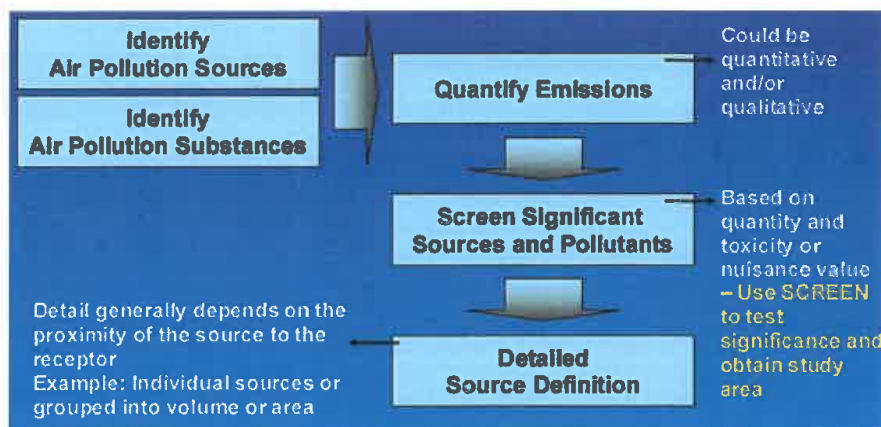 Identify
Air Pollution Sources
Identify
Air Pollution Substances
Quantify Emissions
Could be
quantitative
and/or
qualitative
Screen Significant
Sources and Pollutants
Based on
quantity and
toxicity or
nuisance value
– Use SCREEN
to test
significance and
obtain study
area
Detailed
Source Definition
Detail generally depends on the
proximity of the source to the
receptor
Example: Individual sources or
grouped into volume or area